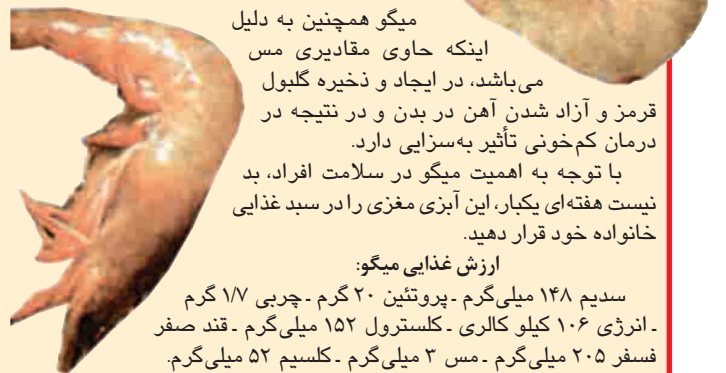 میگو همچنین به دلیل
اینکه حاوی مقادیری مس
می‌باشد، در ایجاد و ذخیره گلبول
قرمز و آزاد شدن آهن در بدن و در نتیجه در
درمان کم‌خونی تأثیر به‌سزایی دارد.
با توجه به اهمیت میگو در سلامت افراد، بد
نیست هفته‌ای یکبار، این آبزی مغزی را در سبد غذایی
خانواده خود قرار دهید.
ارزش غذایی میگو:
سدیم ۱۴۸ میلی‌گرم ـ پروتئین ۲۰ گرم ـ چربی ۱/۷ گرم
ـ انرژی ۱۰۶ کیلو کالری ـ کلسترول ۱۵۲ میلی‌گرم ـ قند صفر
فسفر ۲۰۵ میلی‌گرم ـ مس ۳ میلی‌گرم ـ کلسیم ۵۲ میلی‌گرم.